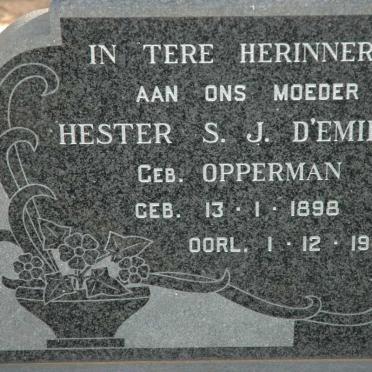 IN TERE HERINNER
AAN ONS MOEDER
HESTER S. J. D'EMI
GEB. OPPERMAN
GEB. 13 · 1 · 1898
OORL. 1 · 12 · 19